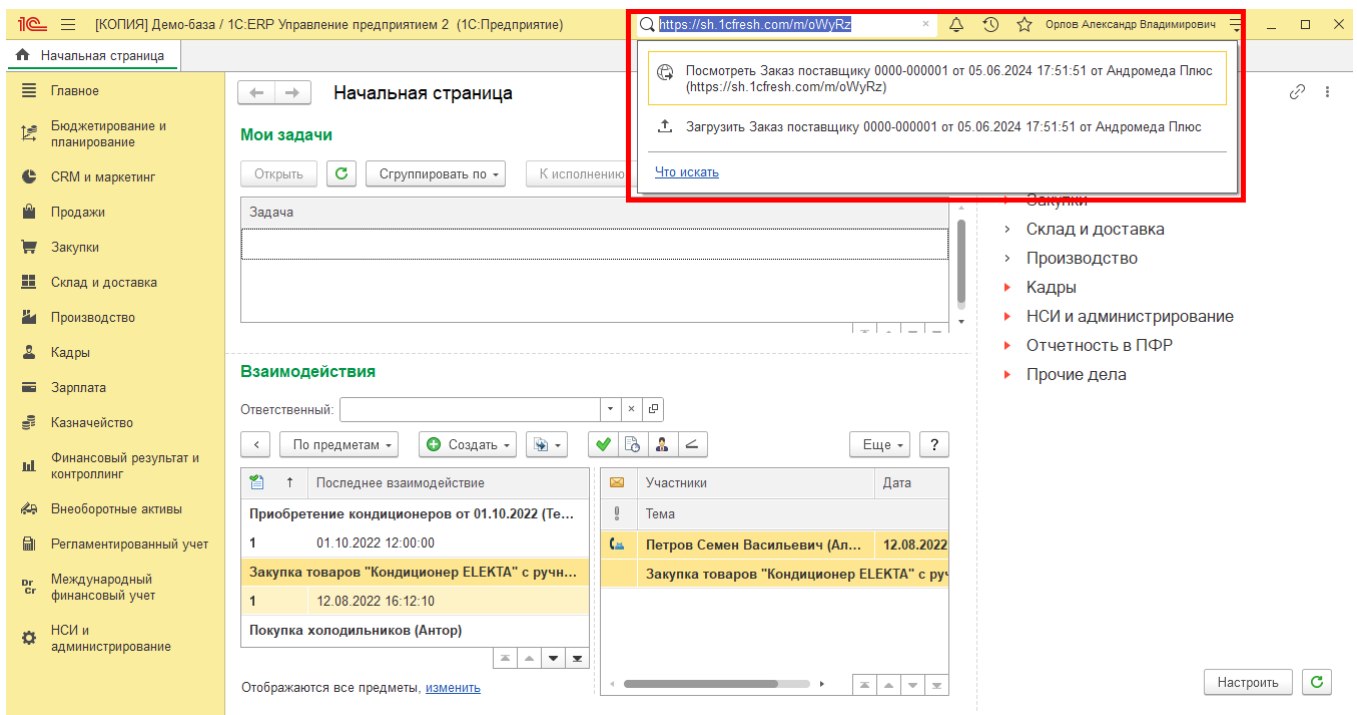 1С [КОПИЯ] Демо-база / 1С:ERP Управление предприятием 2 (1С:Предприятие)
https://sh.1cfresh.com/m/oWyRz
Орлов Александр Владимирович
Начальная страница
Посмотреть Заказ поставщику 0000-000001 от 05.06.2024 17:51:51 от Андромеда Плюс
(https://sh.1cfresh.com/m/oWyRz)
Загрузить Заказ поставщику 0000-000001 от 05.06.2024 17:51:51 от Андромеда Плюс
Что искать
Главное
Бюджетирование и
планирование
CRM и маркетинг
Продажи
Закупки
Склад и доставка
Производство
Кадры
Зарплата
Казначейство
Финансовый результат и
контроллинг
Внеоборотные активы
Регламентированный учет
Dr
Cr
Международный
финансовый учет
НСИ и
администрирование
Начальная страница
Мои задачи
Открыть Сгруппировать по К исполнению
Задача
Взаимодействия
Ответственный:
По предметам Создать Еще ?
Последнее взаимодействие
Приобретение кондиционеров от 01.10.2022 (Те...
1 01.10.2022 12:00:00
Закупка товаров "Кондиционер ELEKTA" с ручн...
1 12.08.2022 16:12:10
Покупка холодильников (Антор)
Отображаются все предметы, изменить
Участники Дата
Тема
Петров Семен Васильевич (Ал... 12.08.2022
Закупка товаров "Кондиционер ELEKTA" с руч
Закупки
Склад и доставка
Производство
Кадры
НСИ и администрирование
Отчетность в ПФР
Прочие дела
Настроить